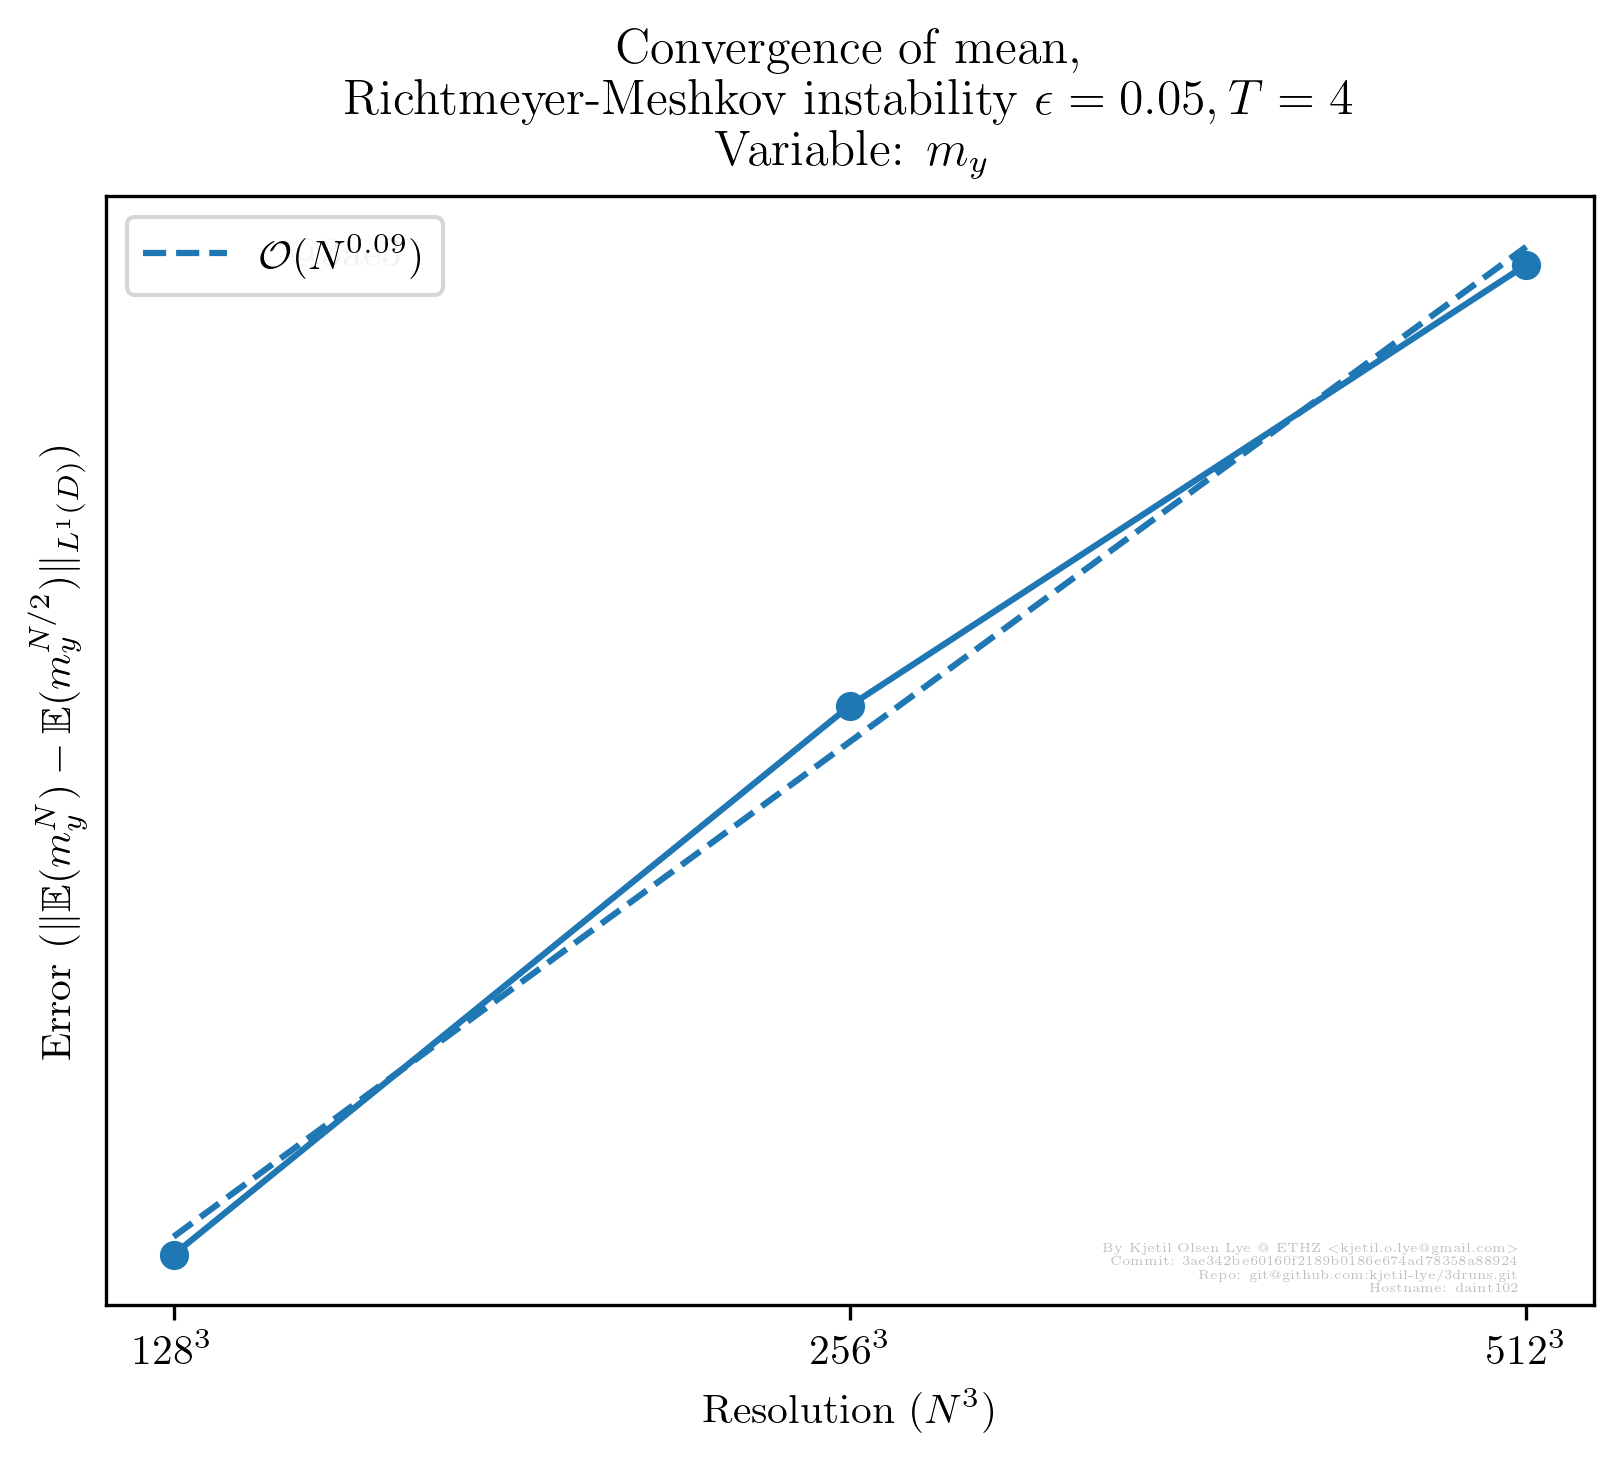 Convergence of mean,
Richtmeyer-Meshkov instability ϵ = 0.05, T = 4
Variable: m_y
O(N^{0.09})
Error (||𝔼(m_y^N) − 𝔼(m_y^{N/2})||_{L^1(D)})
By Kjetil Olsen Lye @ ETHZ <kjetil.o.lye@gmail.com>
Commit: 3ae342be60160f2189b0186e674ad78358a88924
Repo: git@github.com:kjetil-lye/3druns.git
Hostname: daint102
128³
256³
512³
Resolution (N³)